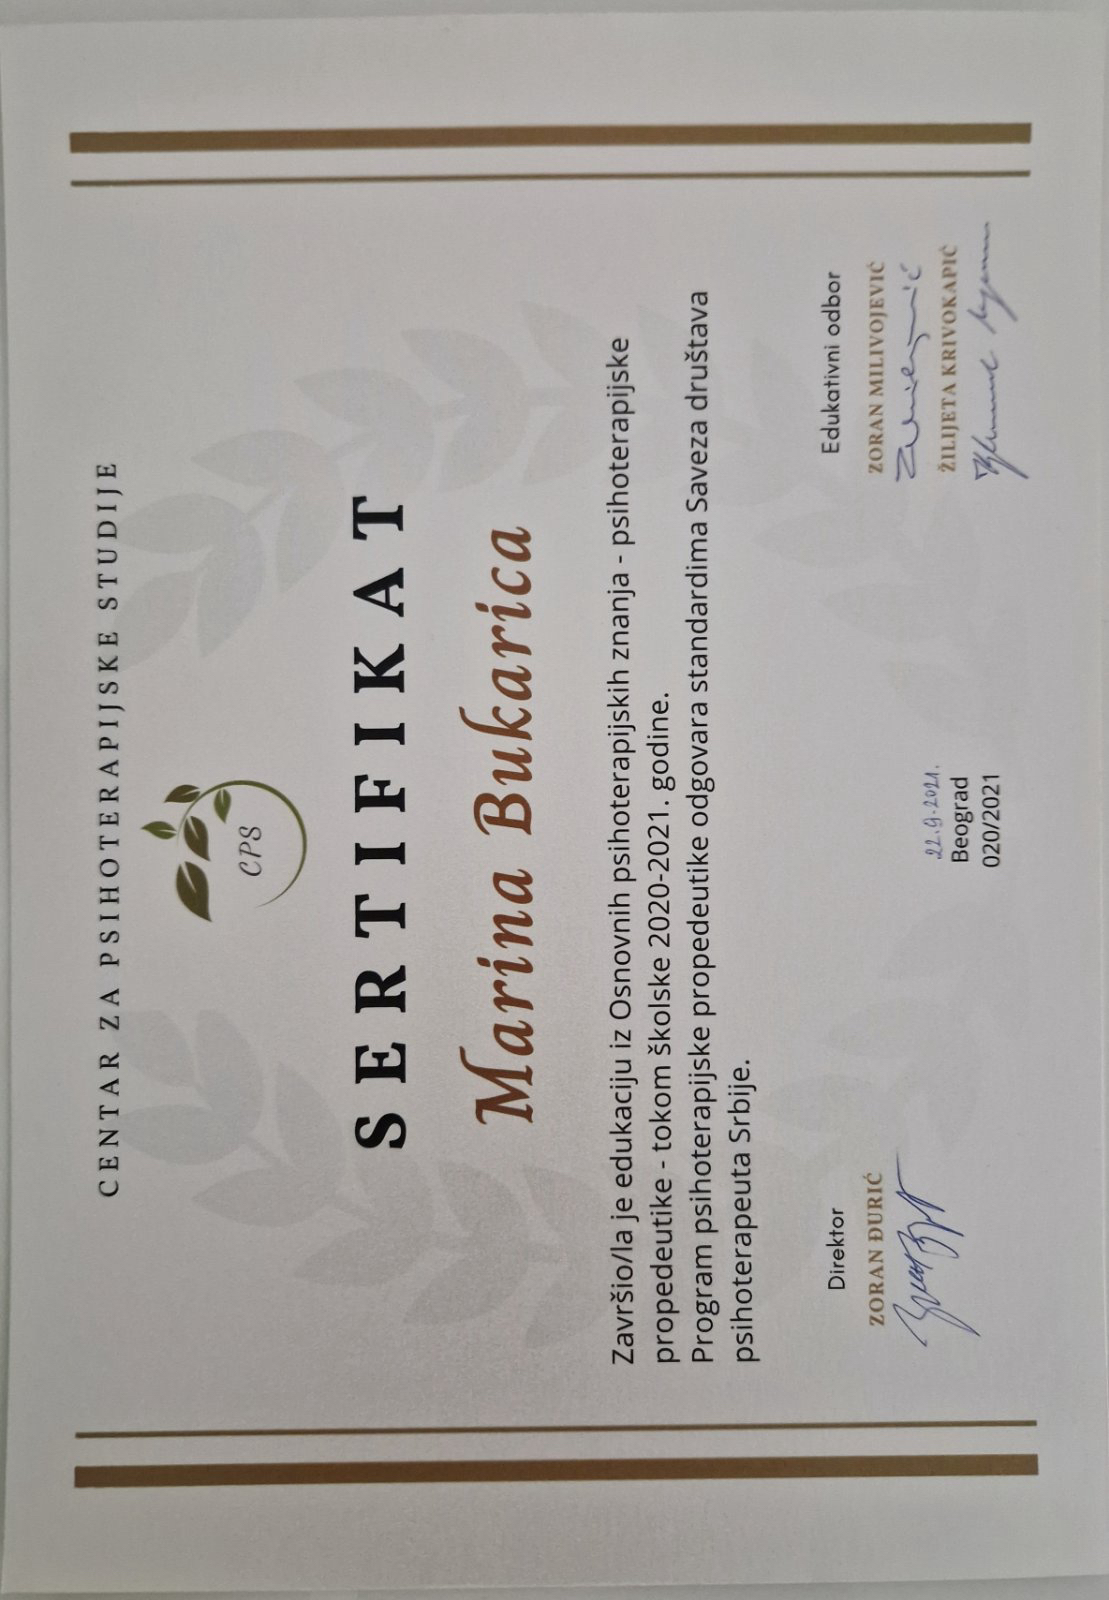 CENTAR ZA PSIHOTERAPIJSKE STUDIJE
CPS
SERTIFIKAT
Marina Bukarica
Završio/la je edukaciju iz Osnovnih psihoterapijskih znanja - psihoterapijske
propedeutike - tokom školske 2020-2021. godine.
Program psihoterapijske propedeutike odgovara standardima Saveza društava
psihoterapeuta Srbije.
Direktor
ZORAN ĐURIĆ
22.9.2021.
Beograd
020/2021
Edukativni odbor
ZORAN MILIVOJEVIĆ
ŽILIJETA KRIVOKAPIĆ